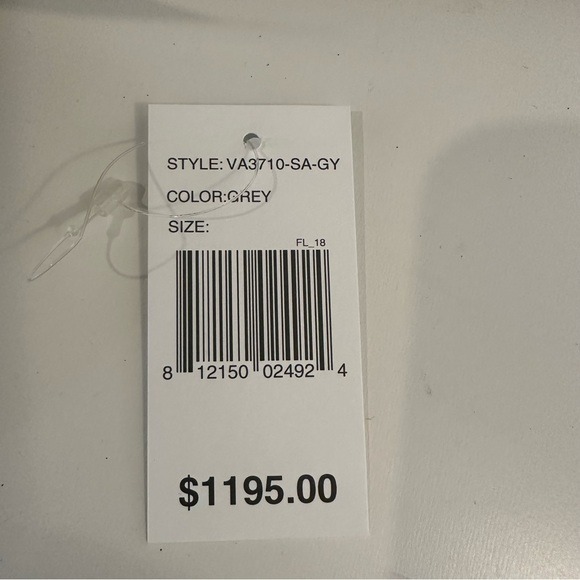 STYLE: VA3710-SA-GY
COLOR:GREY
SIZE:
FL_18
8 12150 02492 4
$1195.00